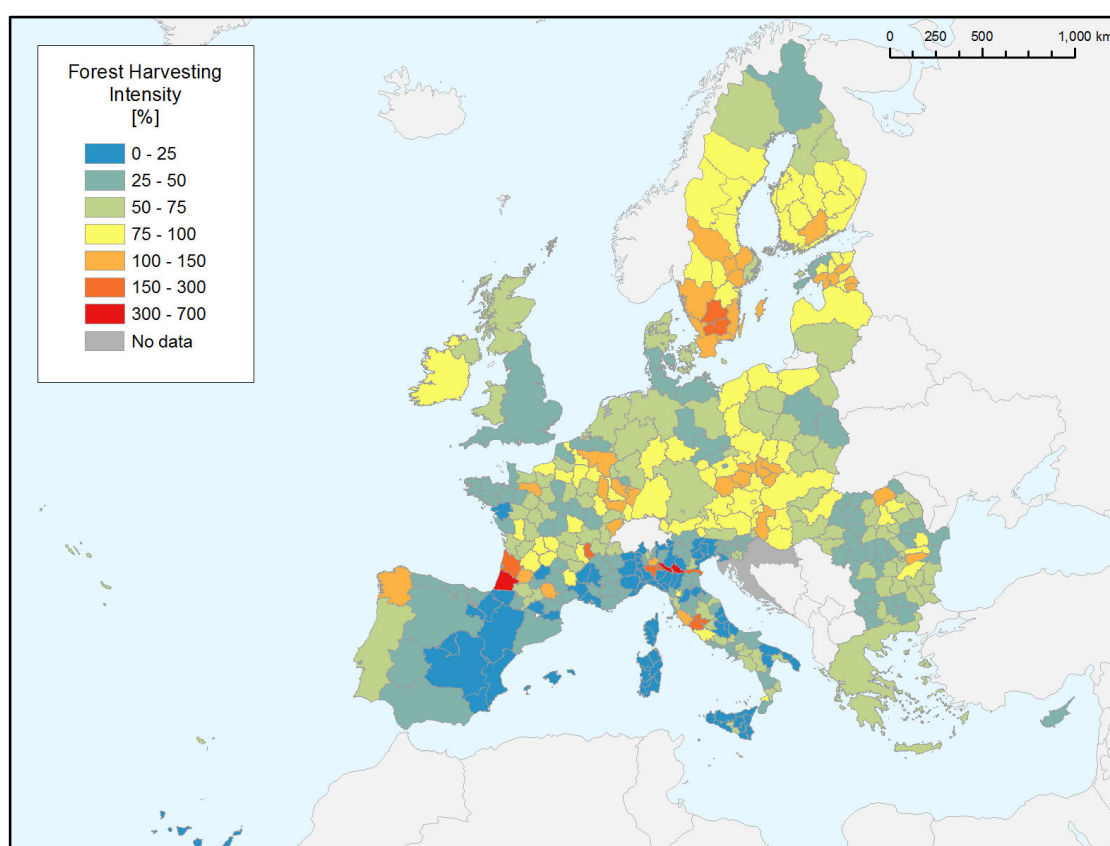 Forest Harvesting
Intensity
[%]
0 - 25
25 - 50
50 - 75
75 - 100
100 - 150
150 - 300
300 - 700
No data
0 250 500 1,000 km